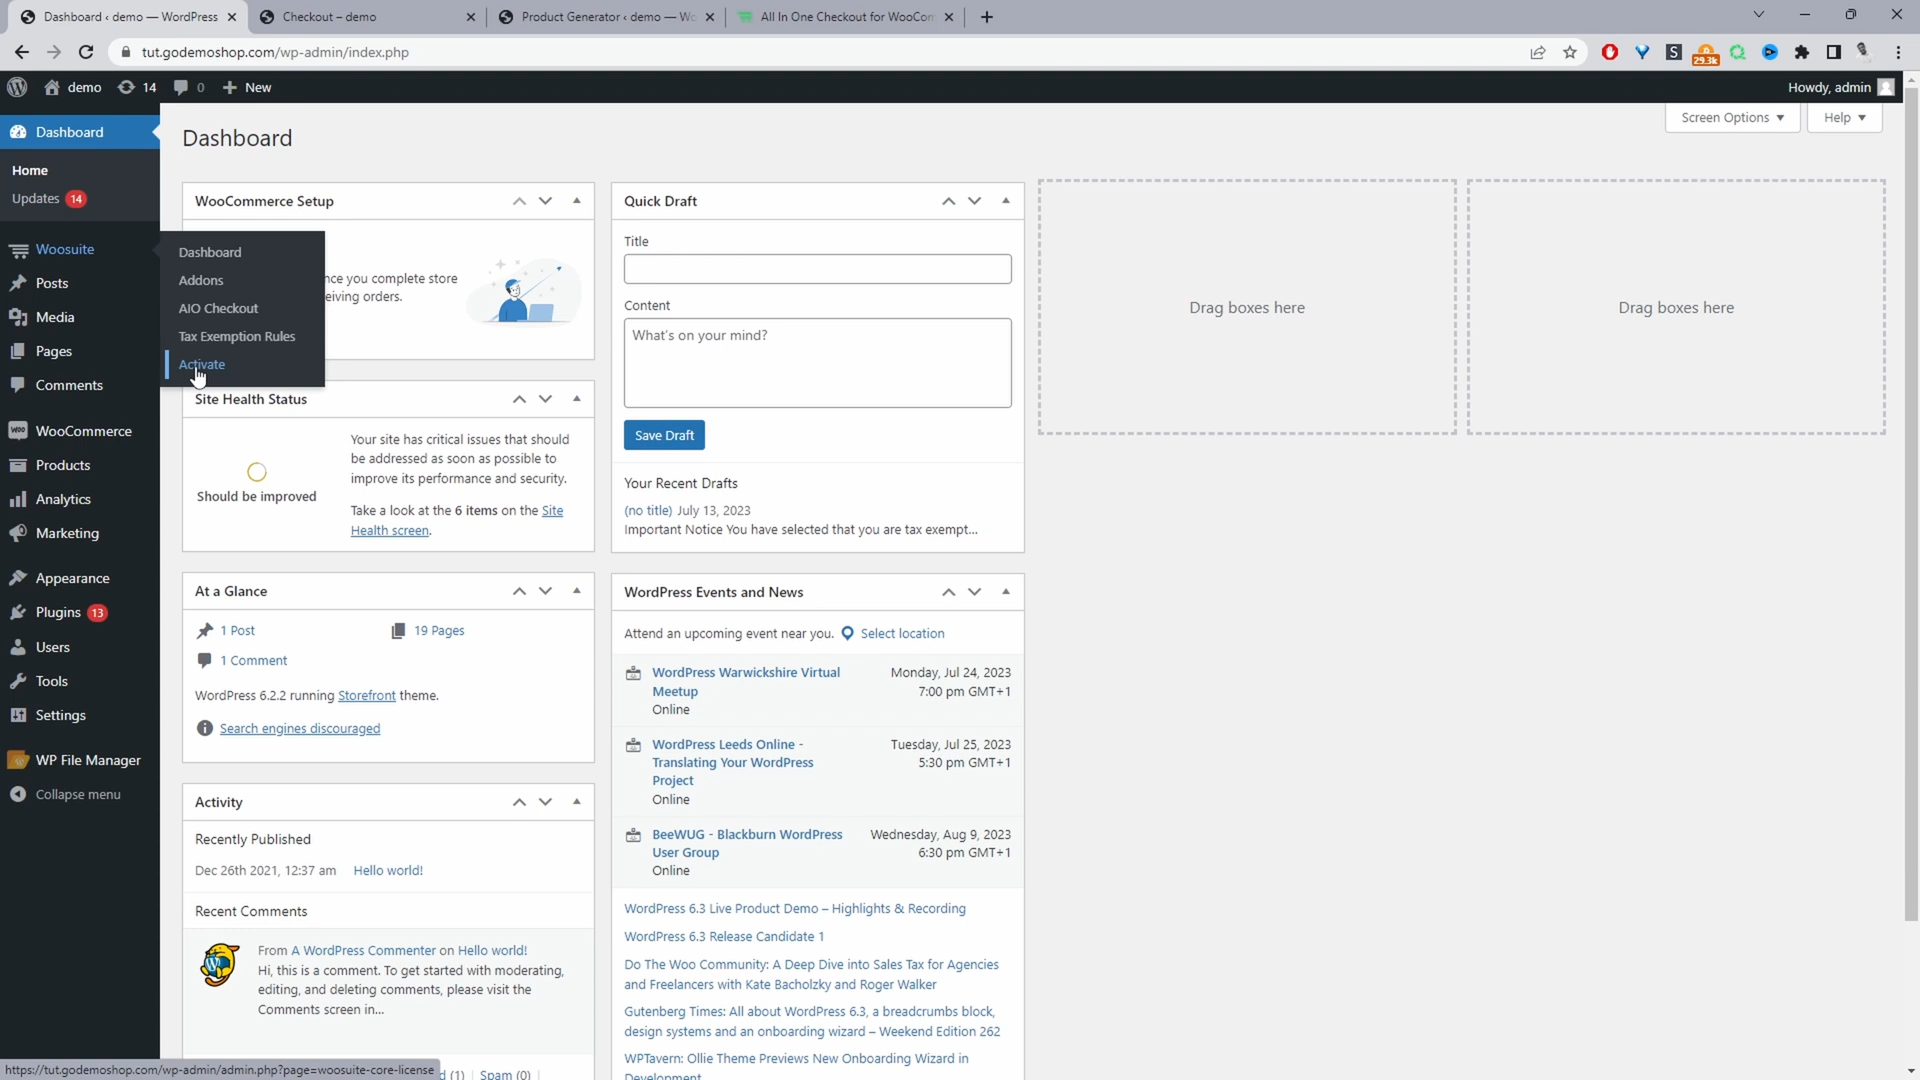 Dashboard ‹ demo — WordPress
Checkout – demo
Product Generator ‹ demo — Wo
All In One Checkout for WooCom
tut.godemoshop.com/wp-admin/index.php
29.3k
demo
14
0
New
Howdy, admin
Dashboard
Home
Updates 14
Woosuite
Posts
Media
Pages
Comments
WooCommerce
Products
Analytics
Marketing
Appearance
Plugins 13
Users
Tools
Settings
WP File Manager
Collapse menu
Dashboard
Addons
AIO Checkout
Tax Exemption Rules
Activate
Screen Options
Help
Dashboard
WooCommerce Setup
nce you complete store
eiving orders.
Site Health Status
Should be improved
Your site has critical issues that should
be addressed as soon as possible to
improve its performance and security.
Take a look at the 6 items on the Site
Health screen.
At a Glance
1 Post
19 Pages
1 Comment
WordPress 6.2.2 running Storefront theme.
Search engines discouraged
Activity
Recently Published
Dec 26th 2021, 12:37 am Hello world!
Recent Comments
From A WordPress Commenter on Hello world!
Hi, this is a comment. To get started with moderating,
editing, and deleting comments, please visit the
Comments screen in...
(1) | Spam (0) |
Quick Draft
Title
Content
What's on your mind?
Save Draft
Your Recent Drafts
(no title) July 13, 2023
Important Notice You have selected that you are tax exempt...
WordPress Events and News
Attend an upcoming event near you. Select location
WordPress Warwickshire Virtual
Meetup
Online
Monday, Jul 24, 2023
7:00 pm GMT+1
WordPress Leeds Online -
Translating Your WordPress
Project
Online
Tuesday, Jul 25, 2023
5:30 pm GMT+1
BeeWUG - Blackburn WordPress
User Group
Online
Wednesday, Aug 9, 2023
6:30 pm GMT+1
WordPress 6.3 Live Product Demo – Highlights & Recording
WordPress 6.3 Release Candidate 1
Do The Woo Community: A Deep Dive into Sales Tax for Agencies
and Freelancers with Kate Bacholzky and Roger Walker
Gutenberg Times: All about WordPress 6.3, a breadcrumbs block,
design systems and an onboarding wizard – Weekend Edition 262
WPTavern: Ollie Theme Previews New Onboarding Wizard in
Development
Drag boxes here
Drag boxes here
https://tut.godemoshop.com/wp-admin/admin.php?page=woosuite-core-license